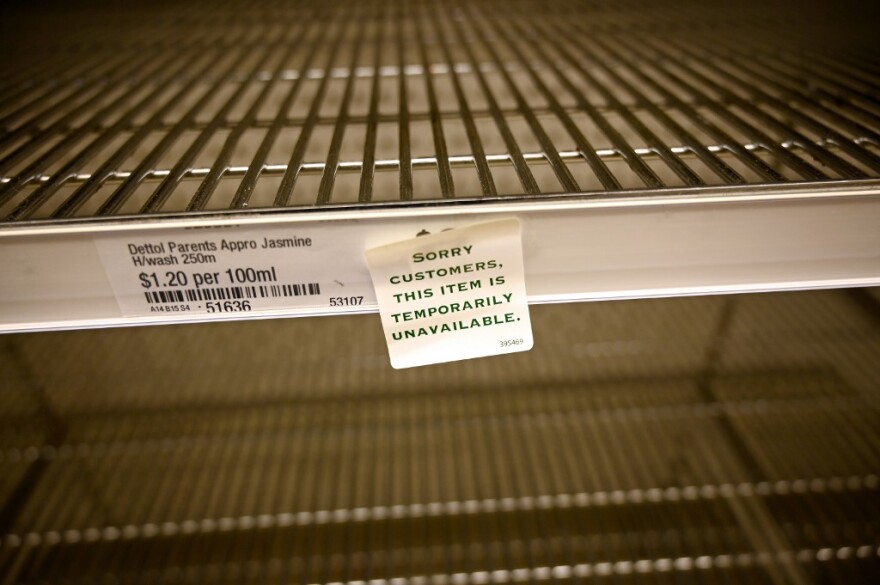 Dettol Parents Appro Jasmine
H/wash 250m
$1.20 per 100ml
A14 B15 S4
51636
53107
SORRY
CUSTOMERS,
THIS ITEM IS
TEMPORARILY
UNAVAILABLE.
395469